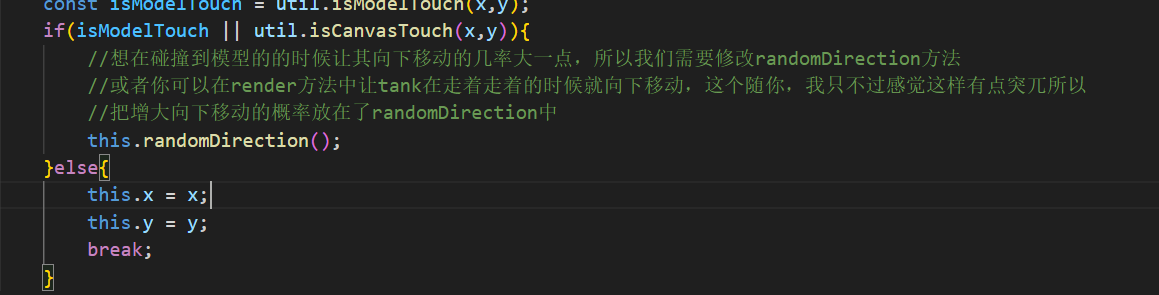 const isModelTouch = util.isModelTouch(x,y);
if(isModelTouch || util.isCanvasTouch(x,y)){
//想在碰撞到模型的的时候让其向下移动的几率大一点，所以我们需要修改randomDirection方法
//或者你可以在render方法中让tank在走着走着的时候就向下移动，这个随你，我只不过感觉这样有点突兀所以
//把增大向下移动的概率放在了randomDirection中
this.randomDirection();
}else{
this.x = x;
this.y = y;
break;
}